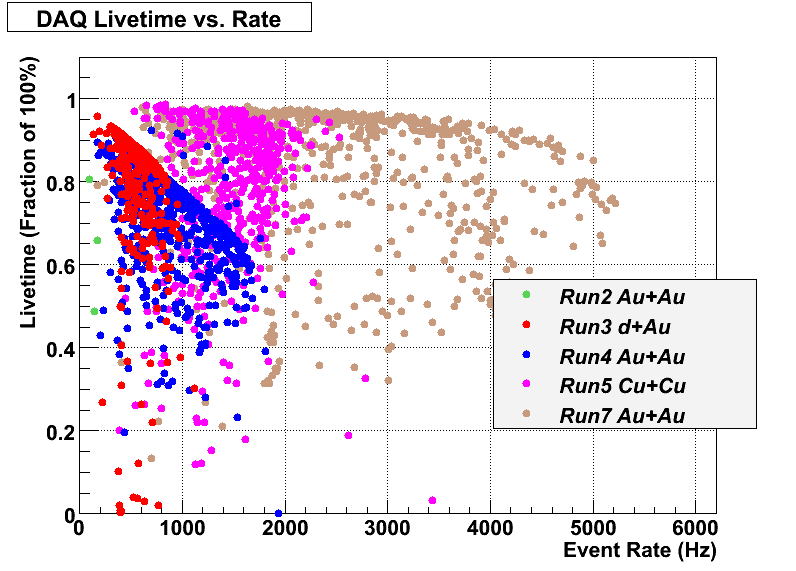 DAQ Livetime vs. Rate
Livetime (Fraction of 100%)
1
0.8
0.6
0.4
0.2
0
Run2 Au+Au
Run3 d+Au
Run4 Au+Au
Run5 Cu+Cu
Run7 Au+Au
0 1000 2000 3000 4000 5000 6000
Event Rate (Hz)